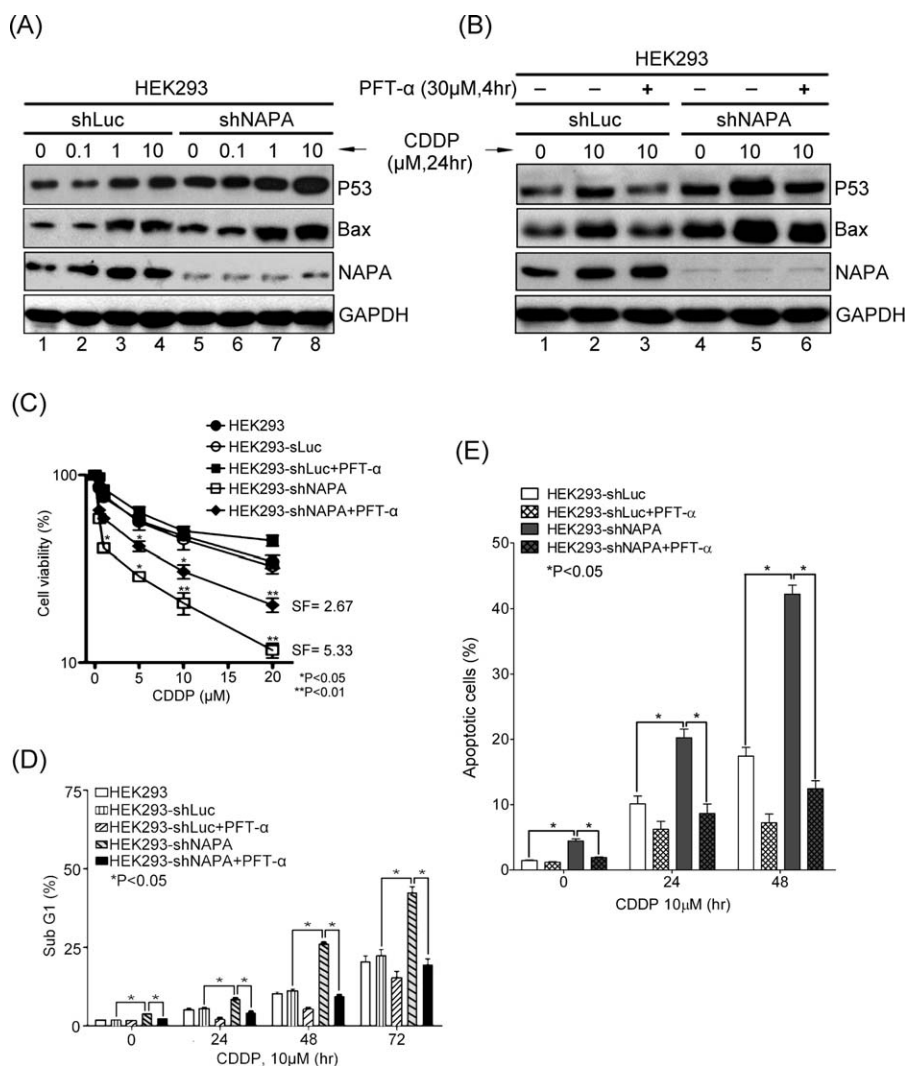 (A)
HEK293
shLuc shNAPA
0 0.1 1 10 0 0.1 1 10
P53
Bax
NAPA
GAPDH
1 2 3 4 5 6 7 8
CDDP
(µM,24hr)
(B)
HEK293
PFT-α (30µM,4hr) – – + – – +
shLuc shNAPA
0 10 10 0 10 10
P53
Bax
NAPA
GAPDH
1 2 3 4 5 6
(C)
HEK293
HEK293-sLuc
HEK293-shLuc+PFT-α
HEK293-shNAPA
HEK293-shNAPA+PFT-α
Cell viability (%)
100
10
* * * * ** ** **
SF= 2.67
SF= 5.33
0 5 10 15 20
CDDP (µM)
*P<0.05
**P<0.01
(D)
HEK293
HEK293-shLuc
HEK293-shLuc+PFT-α
HEK293-shNAPA
HEK293-shNAPA+PFT-α
*P<0.05
Sub G1 (%)
75
50
25
0
* * * * * * * *
0 24 48 72
CDDP, 10µM (hr)
(E)
HEK293-shLuc
HEK293-shLuc+PFT-α
HEK293-shNAPA
HEK293-shNAPA+PFT-α
*P<0.05
Apoptotic cells (%)
50
40
30
20
10
0
* * * * * *
0 24 48
CDDP 10µM (hr)